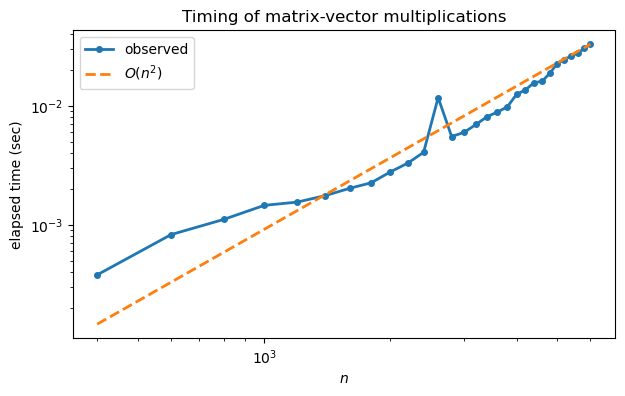 Timing of matrix-vector multiplications
observed
O(n²)
elapsed time (sec)
10⁻²
10⁻³
10³
n